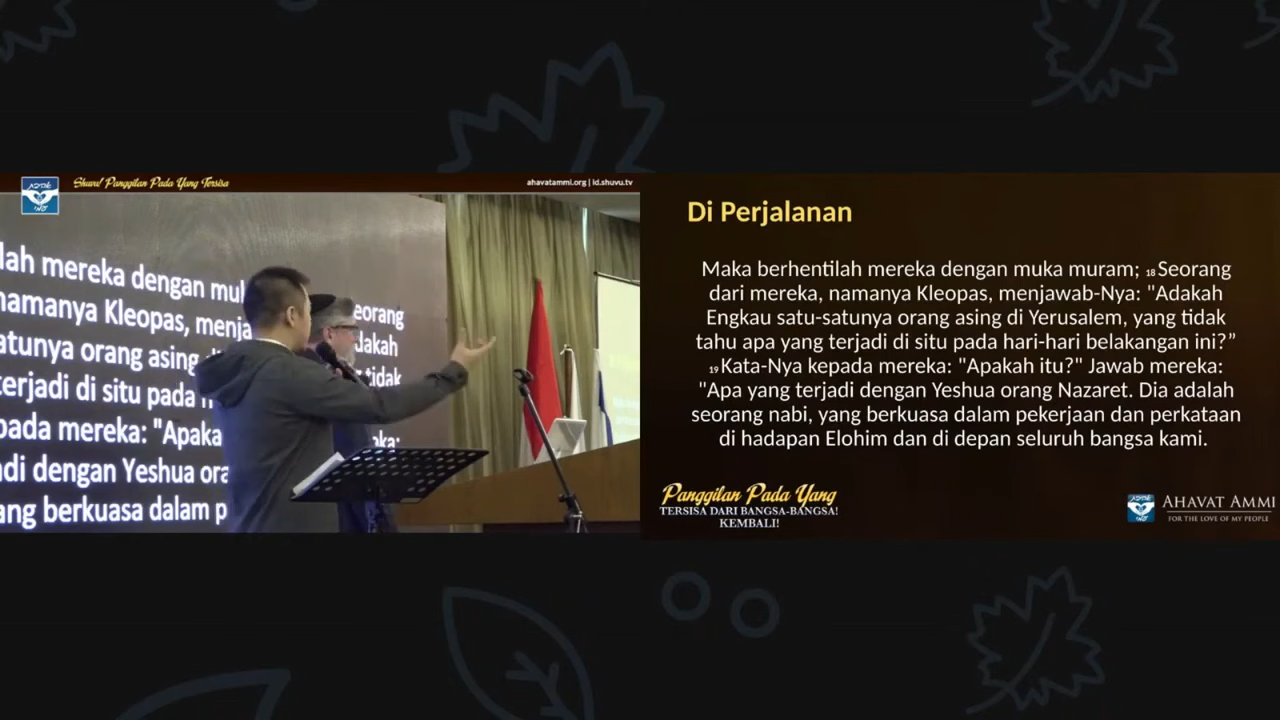 Shuvu! Panggilan Pada Yang Tersisa
ahavatammi.org | id.shuvu.tv
lah mereka dengan mu
eorang
namanya Kleopas, menja
dakah
atunya orang asing
terjadi di situ pada
tidak
pada mereka: "Apaka
adi dengan Yeshua ora
ang berkuasa dalam p
Di Perjalanan
Maka berhentilah mereka dengan muka muram; 18 Seorang
dari mereka, namanya Kleopas, menjawab-Nya: "Adakah
Engkau satu-satunya orang asing di Yerusalem, yang tidak
tahu apa yang terjadi di situ pada hari-hari belakangan ini?”
19 Kata-Nya kepada mereka: "Apakah itu?" Jawab mereka:
"Apa yang terjadi dengan Yeshua orang Nazaret. Dia adalah
seorang nabi, yang berkuasa dalam pekerjaan dan perkataan
di hadapan Elohim dan di depan seluruh bangsa kami.
Panggilan Pada Yang
TERSISA DARI BANGSA-BANGSA!
KEMBALI!
AHAVAT AMMI
FOR THE LOVE OF MY PEOPLE